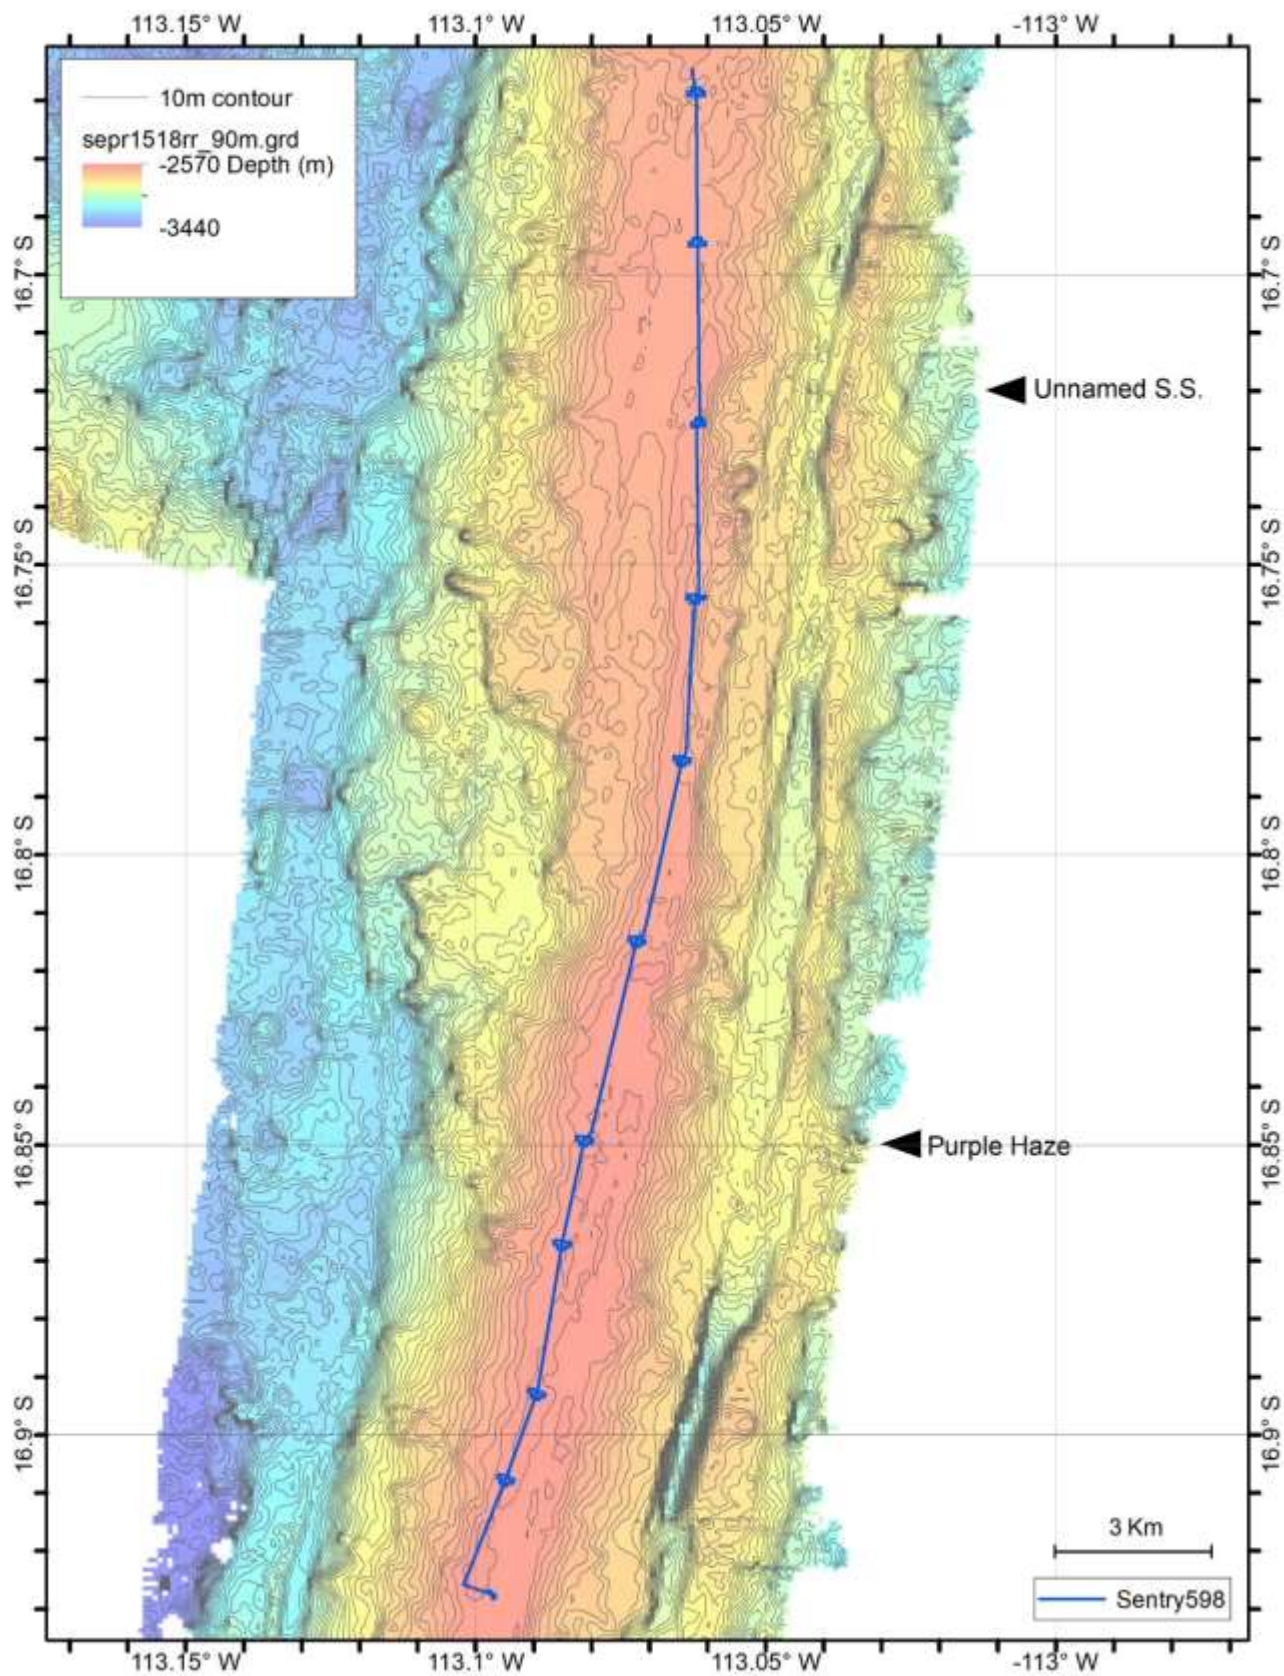 113.15° W 113.1° W 113.05° W -113° W
10m contour
sepr1518rr_90m.grd
-2570 Depth (m)
-3440
16.7° S 16.7° S
Unnamed S.S.
16.75° S 16.75° S
16.8° S 16.8° S
16.85° S 16.85° S
Purple Haze
16.9° S 16.9° S
3 Km
Sentry598
113.15° W 113.1° W 113.05° W -113° W